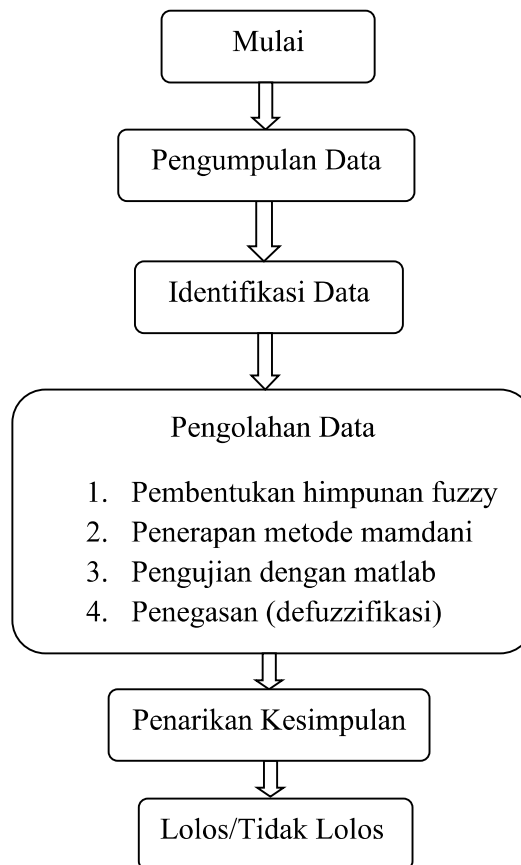 Mulai
Pengumpulan Data
Identifikasi Data
Pengolahan Data
1. Pembentukan himpunan fuzzy
2. Penerapan metode mamdani
3. Pengujian dengan matlab
4. Penegasan (defuzzifikasi)
Penarikan Kesimpulan
Lolos/Tidak Lolos